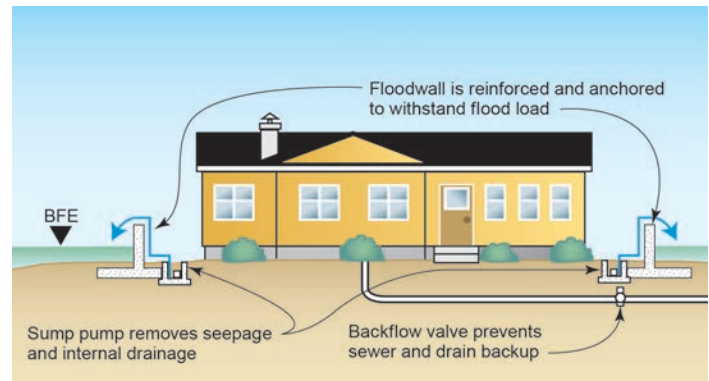 Floodwall is reinforced and anchored
to withstand flood load
BFE
Sump pump removes seepage
and internal drainage
Backflow valve prevents
sewer and drain backup